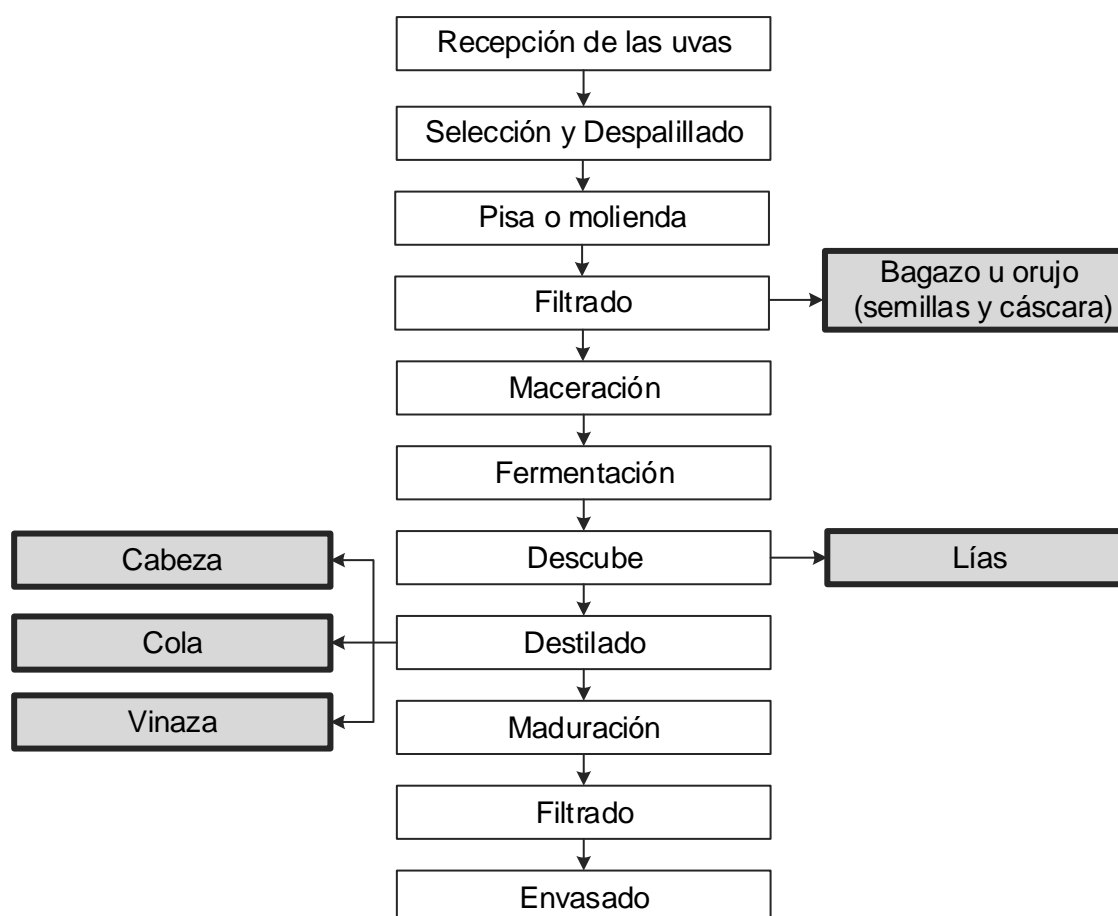 Recepción de las uvas
Selección y Despalillado
Pisa o molienda
Bagazo u orujo
(semillas y cáscara)
Filtrado
Maceración
Fermentación
Cabeza
Descube
Lías
Cola
Destilado
Vinaza
Maduración
Filtrado
Envasado